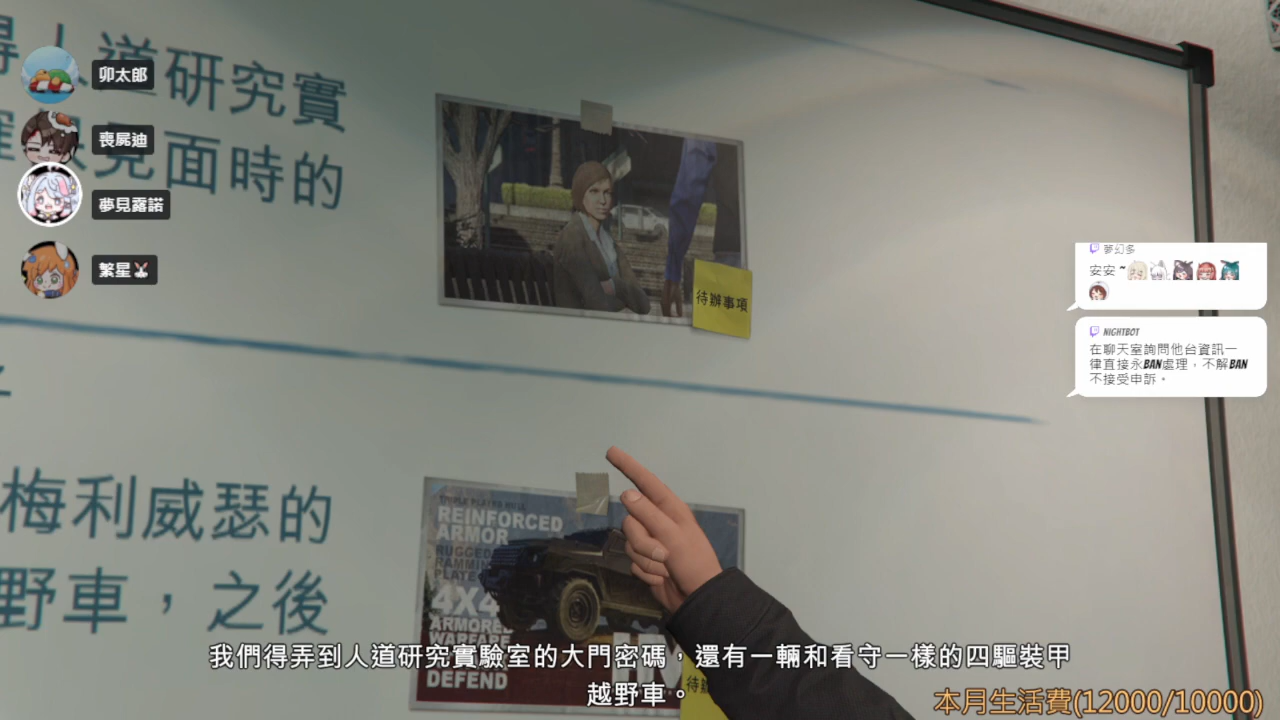 得人道研究實
見面時的
卯太郎
喪屍迪
夢見露諾
繁星
待辦事項
夢幻多
安安~
NIGHTBOT
在聊天室詢問他台資訊一
律直接永BAN處理，不解BAN
不接受申訴。
梅利威瑟的
野車，之後
REINFORCED
ARMOR
RUGGED
RAMMING
PLATE
4X4
ARMORED
WARFARE
DEFEND
待辦
我們得弄到人道研究實驗室的大門密碼，還有一輛和看守一樣的四驅裝甲
越野車。
本月生活費(12000/10000)